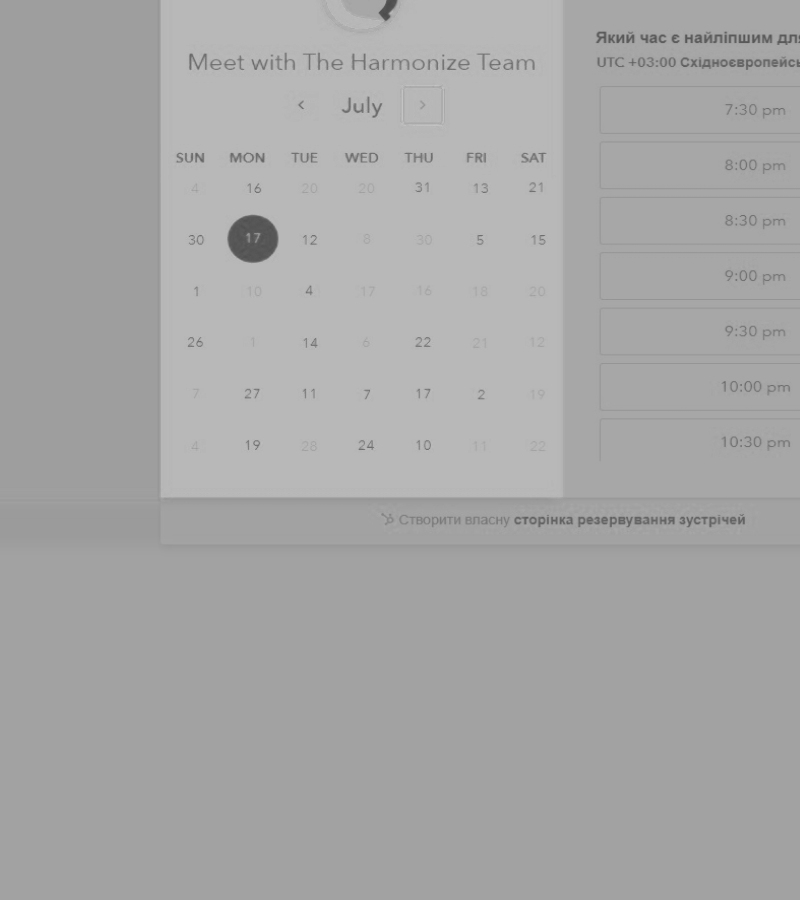 Meet with The Harmonize Team
July
SUN MON TUE WED THU FRI SAT
4 16 20 20 31 13 21
30 17 12 8 30 5 15
1 10 4 17 16 18 20
26 1 14 6 22 21 12
7 27 11 7 17 2 19
4 19 28 24 10 11 22
Який час є найліпшим
UTC +03:00
7:30 pm
8:00 pm
8:30 pm
9:00 pm
9:30 pm
10:00 pm
10:30 pm
Створити власну сторінка резервування зустрічей